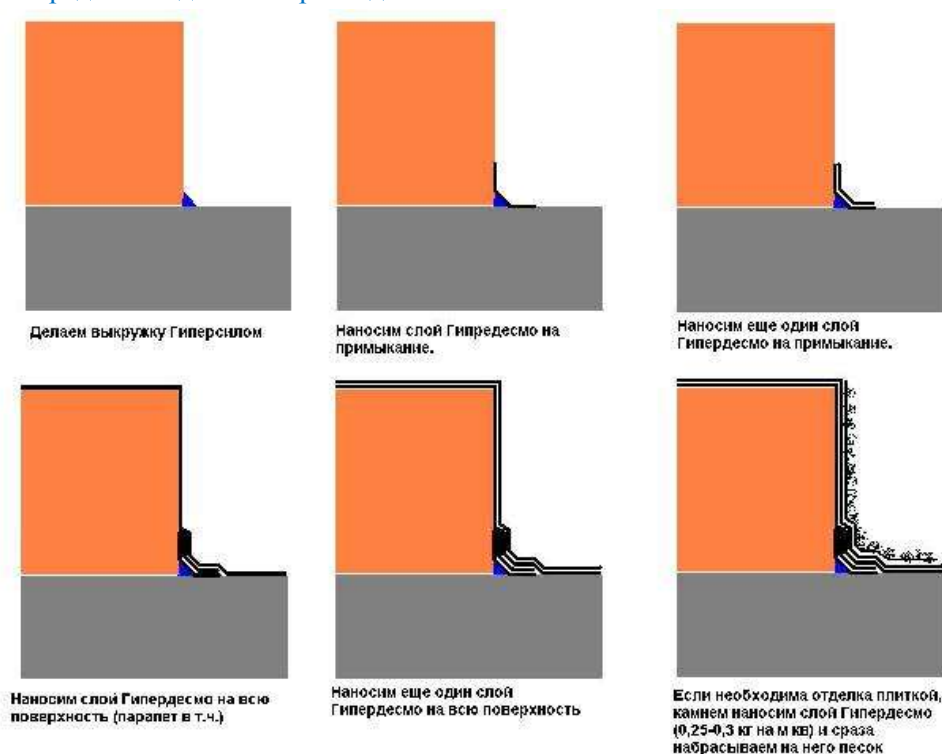 Делаем выкружку Гиперсилом
Наносим слой Гипредесмо на
примыкание.
Наносим еще один слой
Гипердесмо на примыкание.
Наносим слой Гипердесмо на всю
поверхность (парапет в т.ч.)
Наносим еще один слой
Гипердесмо на всю поверхность
Если необходима отделка плиткой,
камнем наносим слой Гипердесмо
(0,25-0,3 кг на м кв) и сраза
набрасываем на него песок